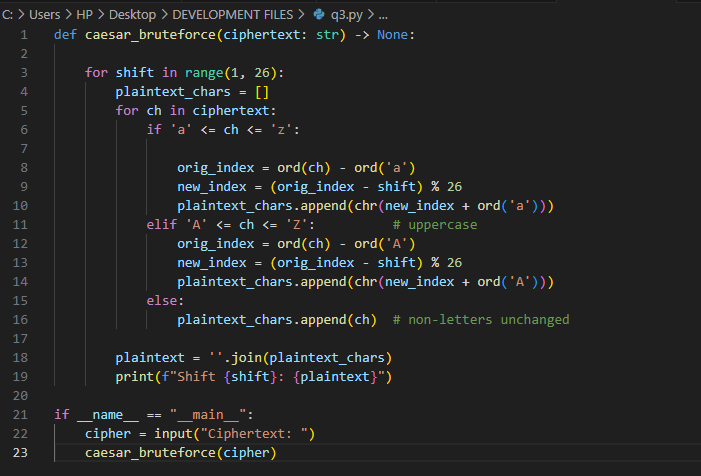 C: > Users > HP > Desktop > DEVELOPMENT FILES > q3.py > ...
1 def caesar_bruteforce(ciphertext: str) -> None:
2
3     for shift in range(1, 26):
4         plaintext_chars = []
5         for ch in ciphertext:
6             if 'a' <= ch <= 'z':
7
8                 orig_index = ord(ch) - ord('a')
9                 new_index = (orig_index - shift) % 26
10                 plaintext_chars.append(chr(new_index + ord('a')))
11             elif 'A' <= ch <= 'Z':          # uppercase
12                 orig_index = ord(ch) - ord('A')
13                 new_index = (orig_index - shift) % 26
14                 plaintext_chars.append(chr(new_index + ord('A')))
15             else:
16                 plaintext_chars.append(ch)  # non-letters unchanged
17
18         plaintext = ''.join(plaintext_chars)
19         print(f"Shift {shift}: {plaintext}")
20
21 if __name__ == "__main__":
22     cipher = input("Ciphertext: ")
23     caesar_bruteforce(cipher)